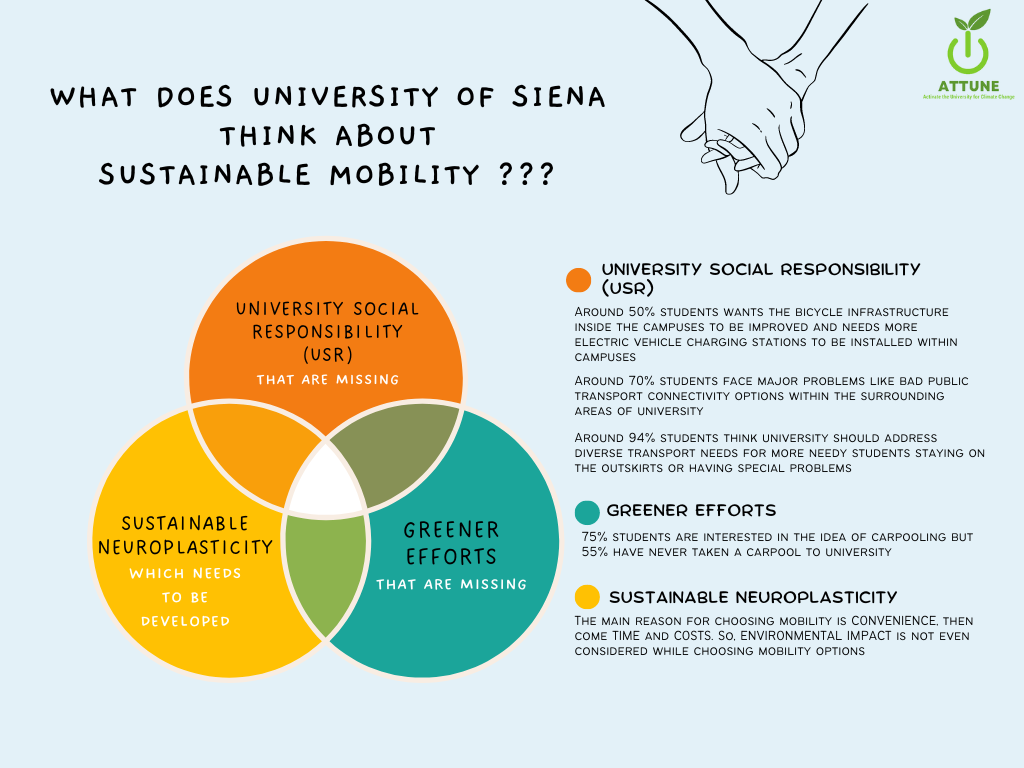 WHAT DOES UNIVERSITY OF SIENA
THINK ABOUT
SUSTAINABLE MOBILITY ???
ATTUNE
Activate the University for Climate Change
UNIVERSITY SOCIAL
RESPONSIBILITY
(USR)
THAT ARE MISSING
SUSTAINABLE
NEUROPLASTICITY
WHICH NEEDS
TO BE
DEVELOPED
GREENER
EFFORTS
THAT ARE MISSING
UNIVERSITY SOCIAL RESPONSIBILITY
(USR)
AROUND 50% STUDENTS WANTS THE BICYCLE INFRASTRUCTURE
INSIDE THE CAMPUSES TO BE IMPROVED AND NEEDS MORE
ELECTRIC VEHICLE CHARGING STATIONS TO BE INSTALLED WITHIN
CAMPUSES
AROUND 70% STUDENTS FACE MAJOR PROBLEMS LIKE BAD PUBLIC
TRANSPORT CONNECTIVITY OPTIONS WITHIN THE SURROUNDING
AREAS OF UNIVERSITY
AROUND 94% STUDENTS THINK UNIVERSITY SHOULD ADDRESS
DIVERSE TRANSPORT NEEDS FOR MORE NEEDY STUDENTS STAYING ON
THE OUTSKIRTS OR HAVING SPECIAL PROBLEMS
GREENER EFFORTS
75% STUDENTS ARE INTERESTED IN THE IDEA OF CARPOOLING BUT
55% HAVE NEVER TAKEN A CARPOOL TO UNIVERSITY
SUSTAINABLE NEUROPLASTICITY
THE MAIN REASON FOR CHOOSING MOBILITY IS CONVENIENCE, THEN
COME TIME AND COSTS. SO, ENVIRONMENTAL IMPACT IS NOT EVEN
CONSIDERED WHILE CHOOSING MOBILITY OPTIONS